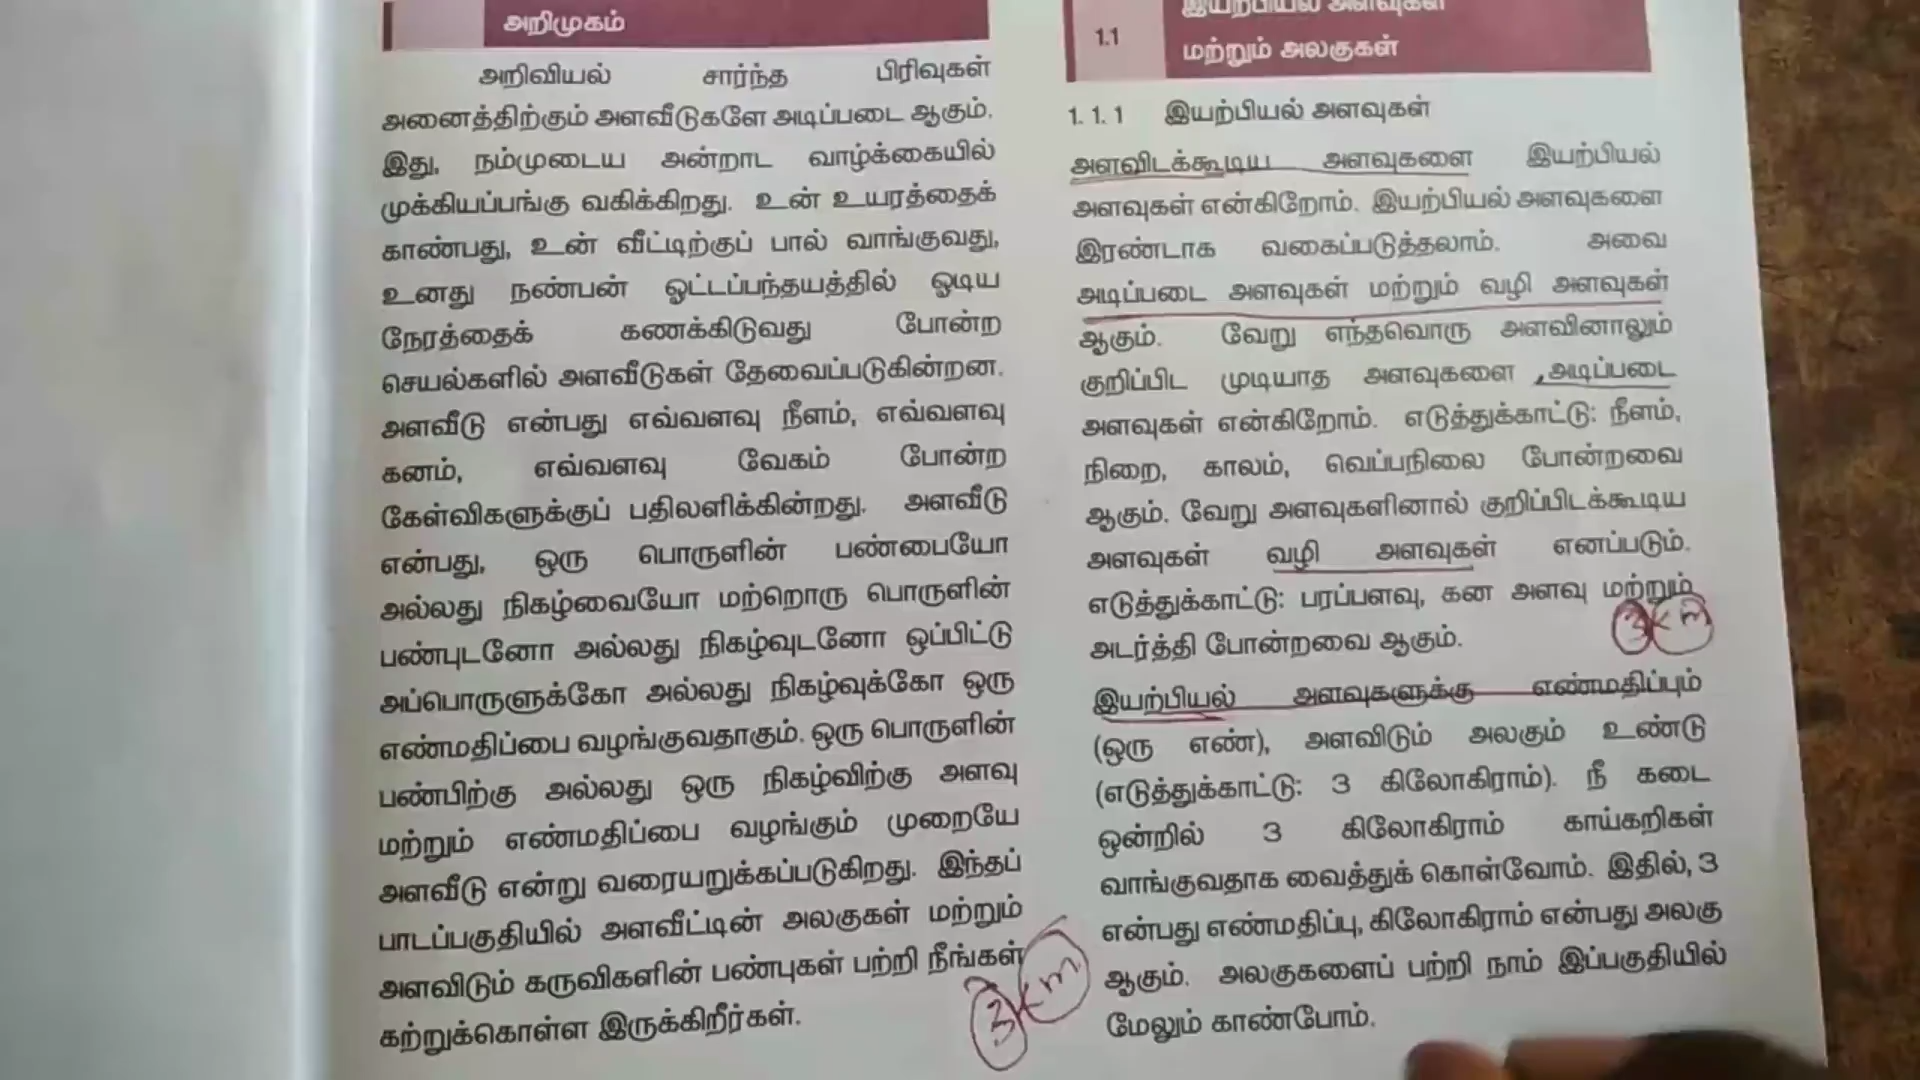 அறிமுகம்
அறிவியல் சார்ந்த பிரிவுகள்
அனைத்திற்கும் அளவீடுகளே அடிப்படை ஆகும்.
இது, நம்முடைய அன்றாட வாழ்க்கையில்
முக்கியப்பங்கு வகிக்கிறது. உன் உயரத்தைக்
காண்பது, உன் வீட்டிற்குப் பால் வாங்குவது,
உனது நண்பன் ஓட்டப்பந்தயத்தில் ஓடிய
நேரத்தைக் கணக்கிடுவது போன்ற
செயல்களில் அளவீடுகள் தேவைப்படுகின்றன.
அளவீடு என்பது எவ்வளவு நீளம், எவ்வளவு
கனம், எவ்வளவு வேகம் போன்ற
கேள்விகளுக்குப் பதிலளிக்கின்றது. அளவீடு
என்பது, ஒரு பொருளின் பண்பையோ
அல்லது நிகழ்வையோ மற்றொரு பொருளின்
பண்புடனோ அல்லது நிகழ்வுடனோ ஒப்பிட்டு
அப்பொருளுக்கோ அல்லது நிகழ்வுக்கோ ஒரு
எண்மதிப்பை வழங்குவதாகும். ஒரு பொருளின்
பண்பிற்கு அல்லது ஒரு நிகழ்விற்கு அளவு
மற்றும் எண்மதிப்பை வழங்கும் முறையே
அளவீடு என்று வரையறுக்கப்படுகிறது. இந்தப்
பாடப்பகுதியில் அளவீட்டின் அலகுகள் மற்றும்
அளவிடும் கருவிகளின் பண்புகள் பற்றி நீங்கள்
கற்றுக்கொள்ள இருக்கிறீர்கள்.
3 km
1.1 இயற்பியல் அளவுகள்
மற்றும் அலகுகள்
1. 1. 1 இயற்பியல் அளவுகள்
அளவிடக்கூடிய அளவுகளை இயற்பியல்
அளவுகள் என்கிறோம். இயற்பியல் அளவுகளை
இரண்டாக வகைப்படுத்தலாம். அவை
அடிப்படை அளவுகள் மற்றும் வழி அளவுகள்
ஆகும். வேறு எந்தவொரு அளவினாலும்
குறிப்பிட முடியாத அளவுகளை அடிப்படை
அளவுகள் என்கிறோம். எடுத்துக்காட்டு: நீளம்,
நிறை, காலம், வெப்பநிலை போன்றவை
ஆகும். வேறு அளவுகளினால் குறிப்பிடக்கூடிய
அளவுகள் வழி அளவுகள் எனப்படும்.
எடுத்துக்காட்டு: பரப்பளவு, கன அளவு மற்றும்
அடர்த்தி போன்றவை ஆகும்.
3 km
இயற்பியல் அளவுகளுக்கு எண்மதிப்பும்
(ஒரு எண்), அளவிடும் அலகும் உண்டு
(எடுத்துக்காட்டு: 3 கிலோகிராம்). நீ கடை
ஒன்றில் 3 கிலோகிராம் காய்கறிகள்
வாங்குவதாக வைத்துக் கொள்வோம். இதில், 3
என்பது எண்மதிப்பு, கிலோகிராம் என்பது அலகு
ஆகும். அலகுகளைப் பற்றி நாம் இப்பகுதியில்
மேலும் காண்போம்.